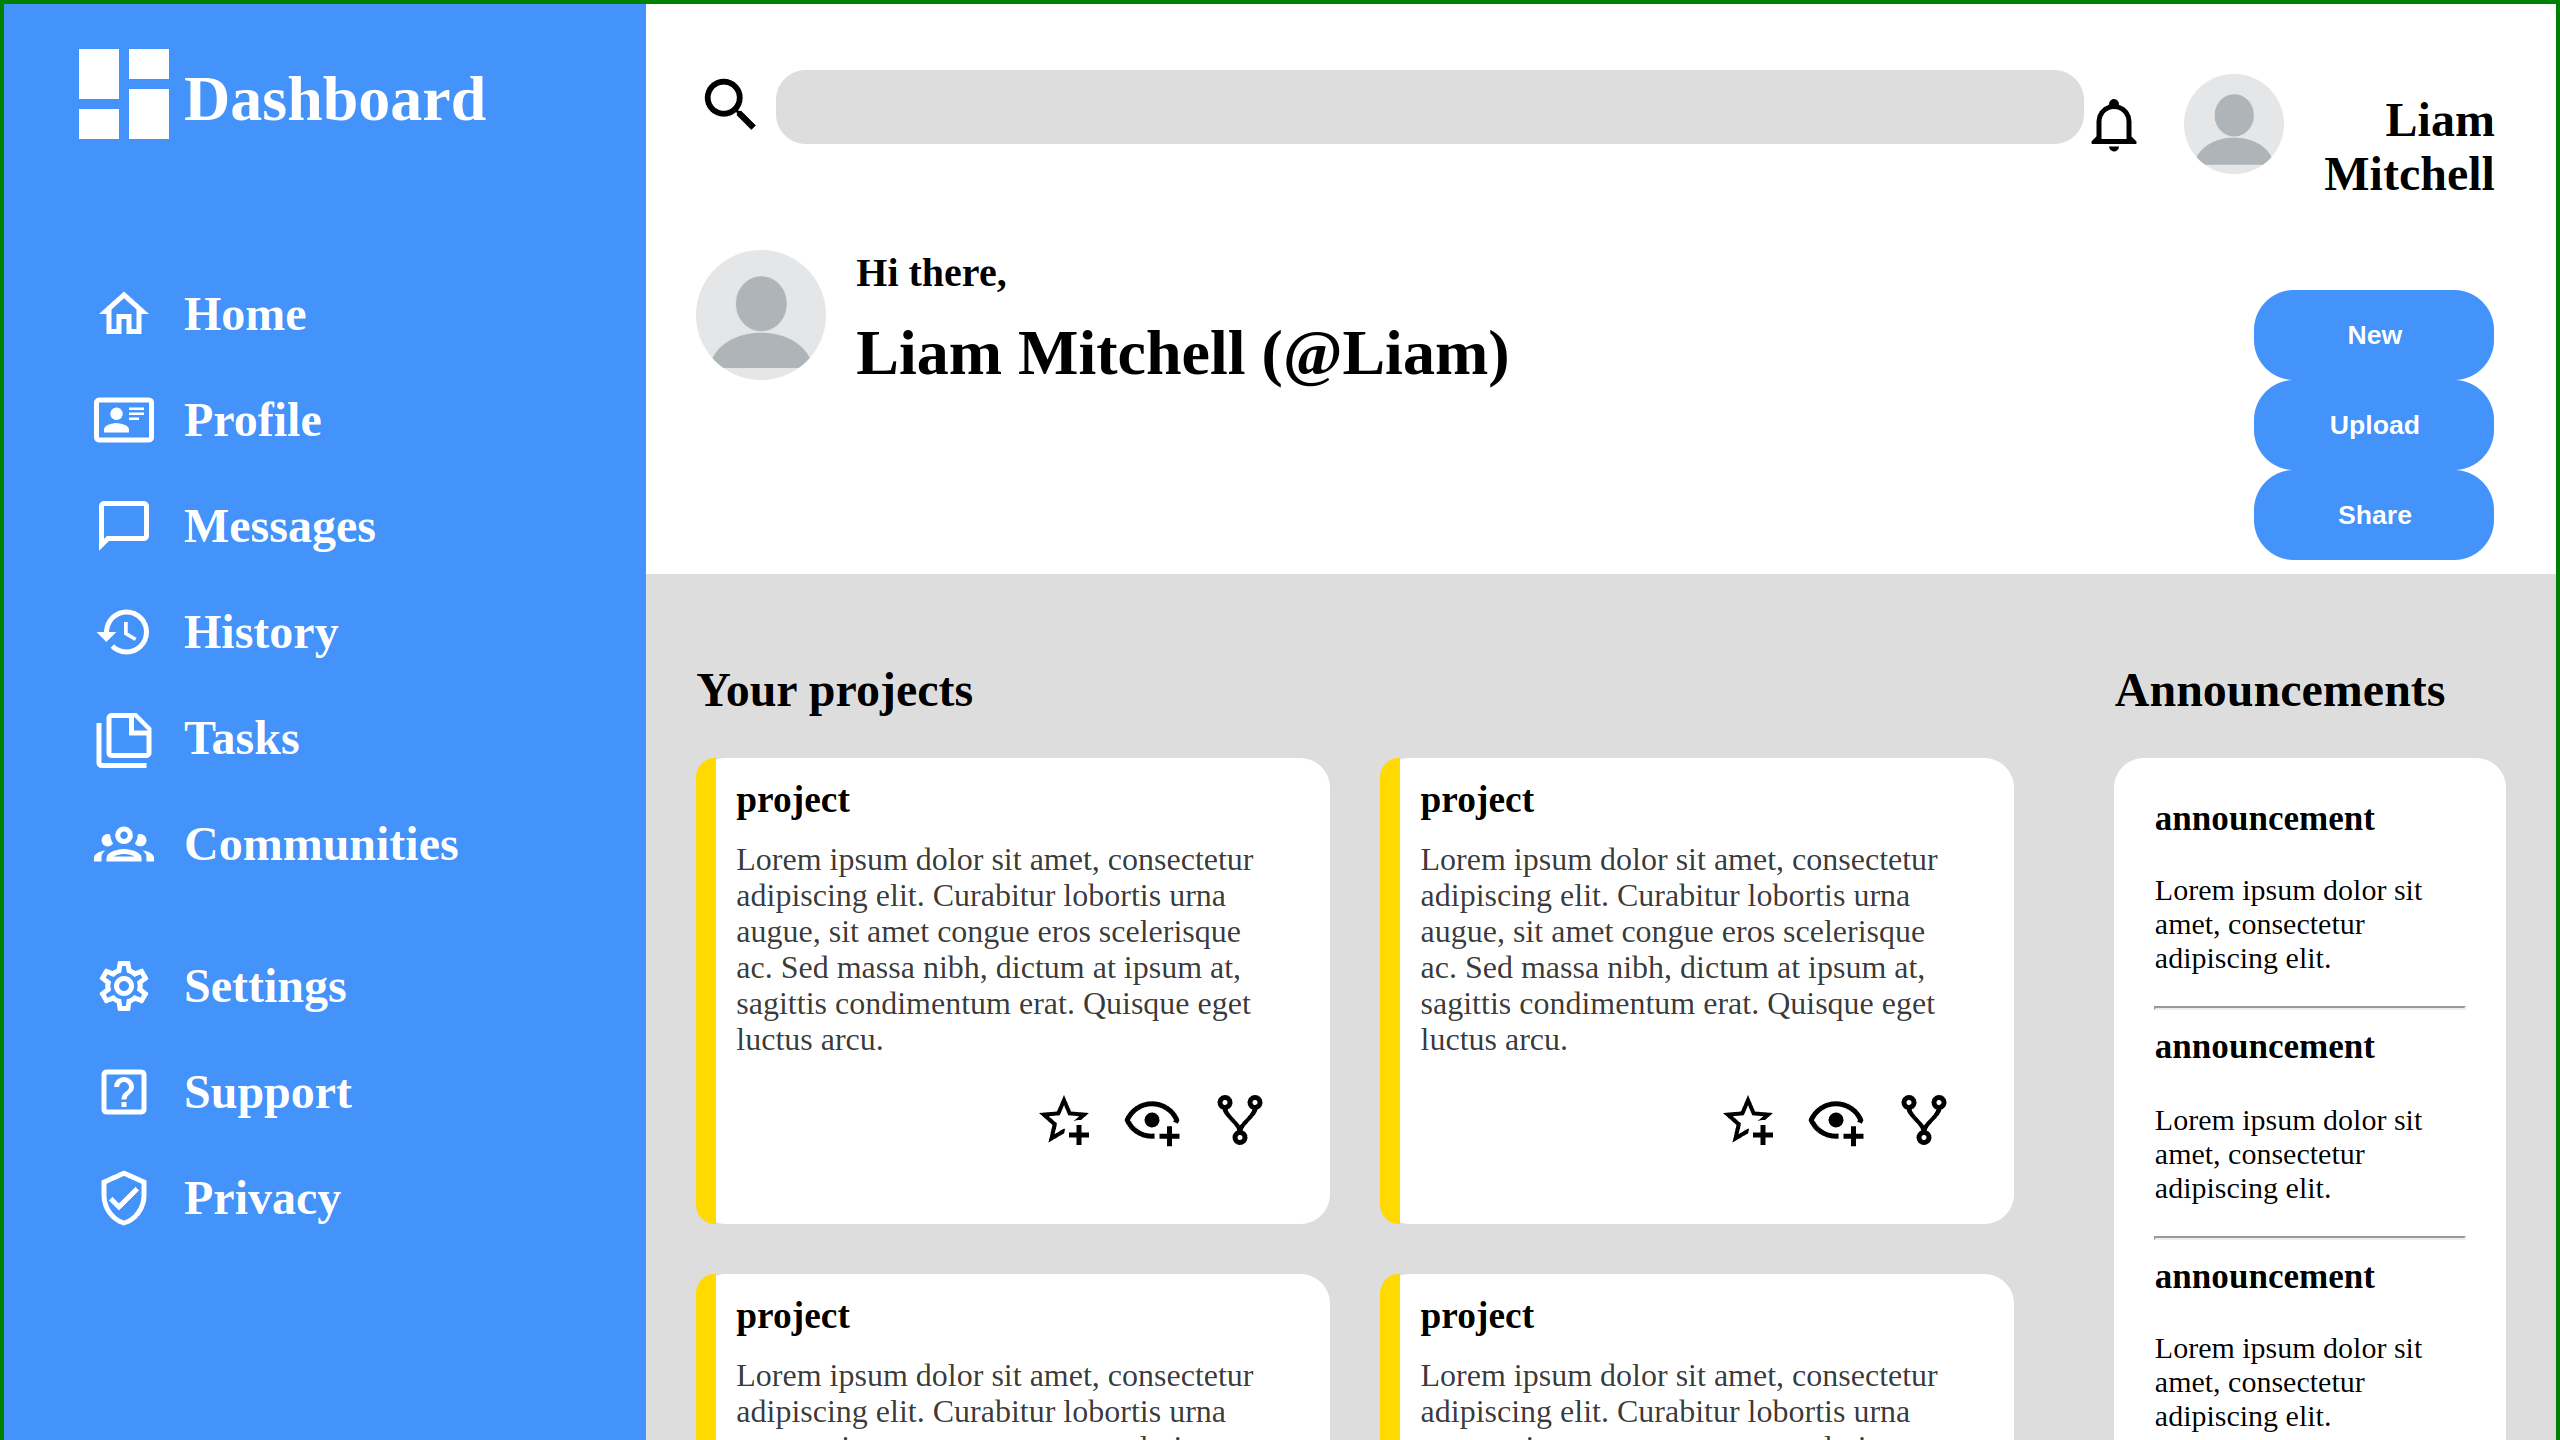 Dashboard
Home
Profile
Messages
History
Tasks
Communities
Settings
Support
Privacy
Liam
Mitchell
Hi there,
Liam Mitchell (@Liam)
New
Upload
Share
Your projects
project
Lorem ipsum dolor sit amet, consectetur
adipiscing elit. Curabitur lobortis urna
augue, sit amet congue eros scelerisque
ac. Sed massa nibh, dictum at ipsum at,
sagittis condimentum erat. Quisque eget
luctus arcu.
project
Lorem ipsum dolor sit amet, consectetur
adipiscing elit. Curabitur lobortis urna
augue, sit amet congue eros scelerisque
ac. Sed massa nibh, dictum at ipsum at,
sagittis condimentum erat. Quisque eget
luctus arcu.
project
Lorem ipsum dolor sit amet, consectetur
adipiscing elit. Curabitur lobortis urna
project
Lorem ipsum dolor sit amet, consectetur
adipiscing elit. Curabitur lobortis urna
Announcements
announcement
Lorem ipsum dolor sit
amet, consectetur
adipiscing elit.
announcement
Lorem ipsum dolor sit
amet, consectetur
adipiscing elit.
announcement
Lorem ipsum dolor sit
amet, consectetur
adipiscing elit.